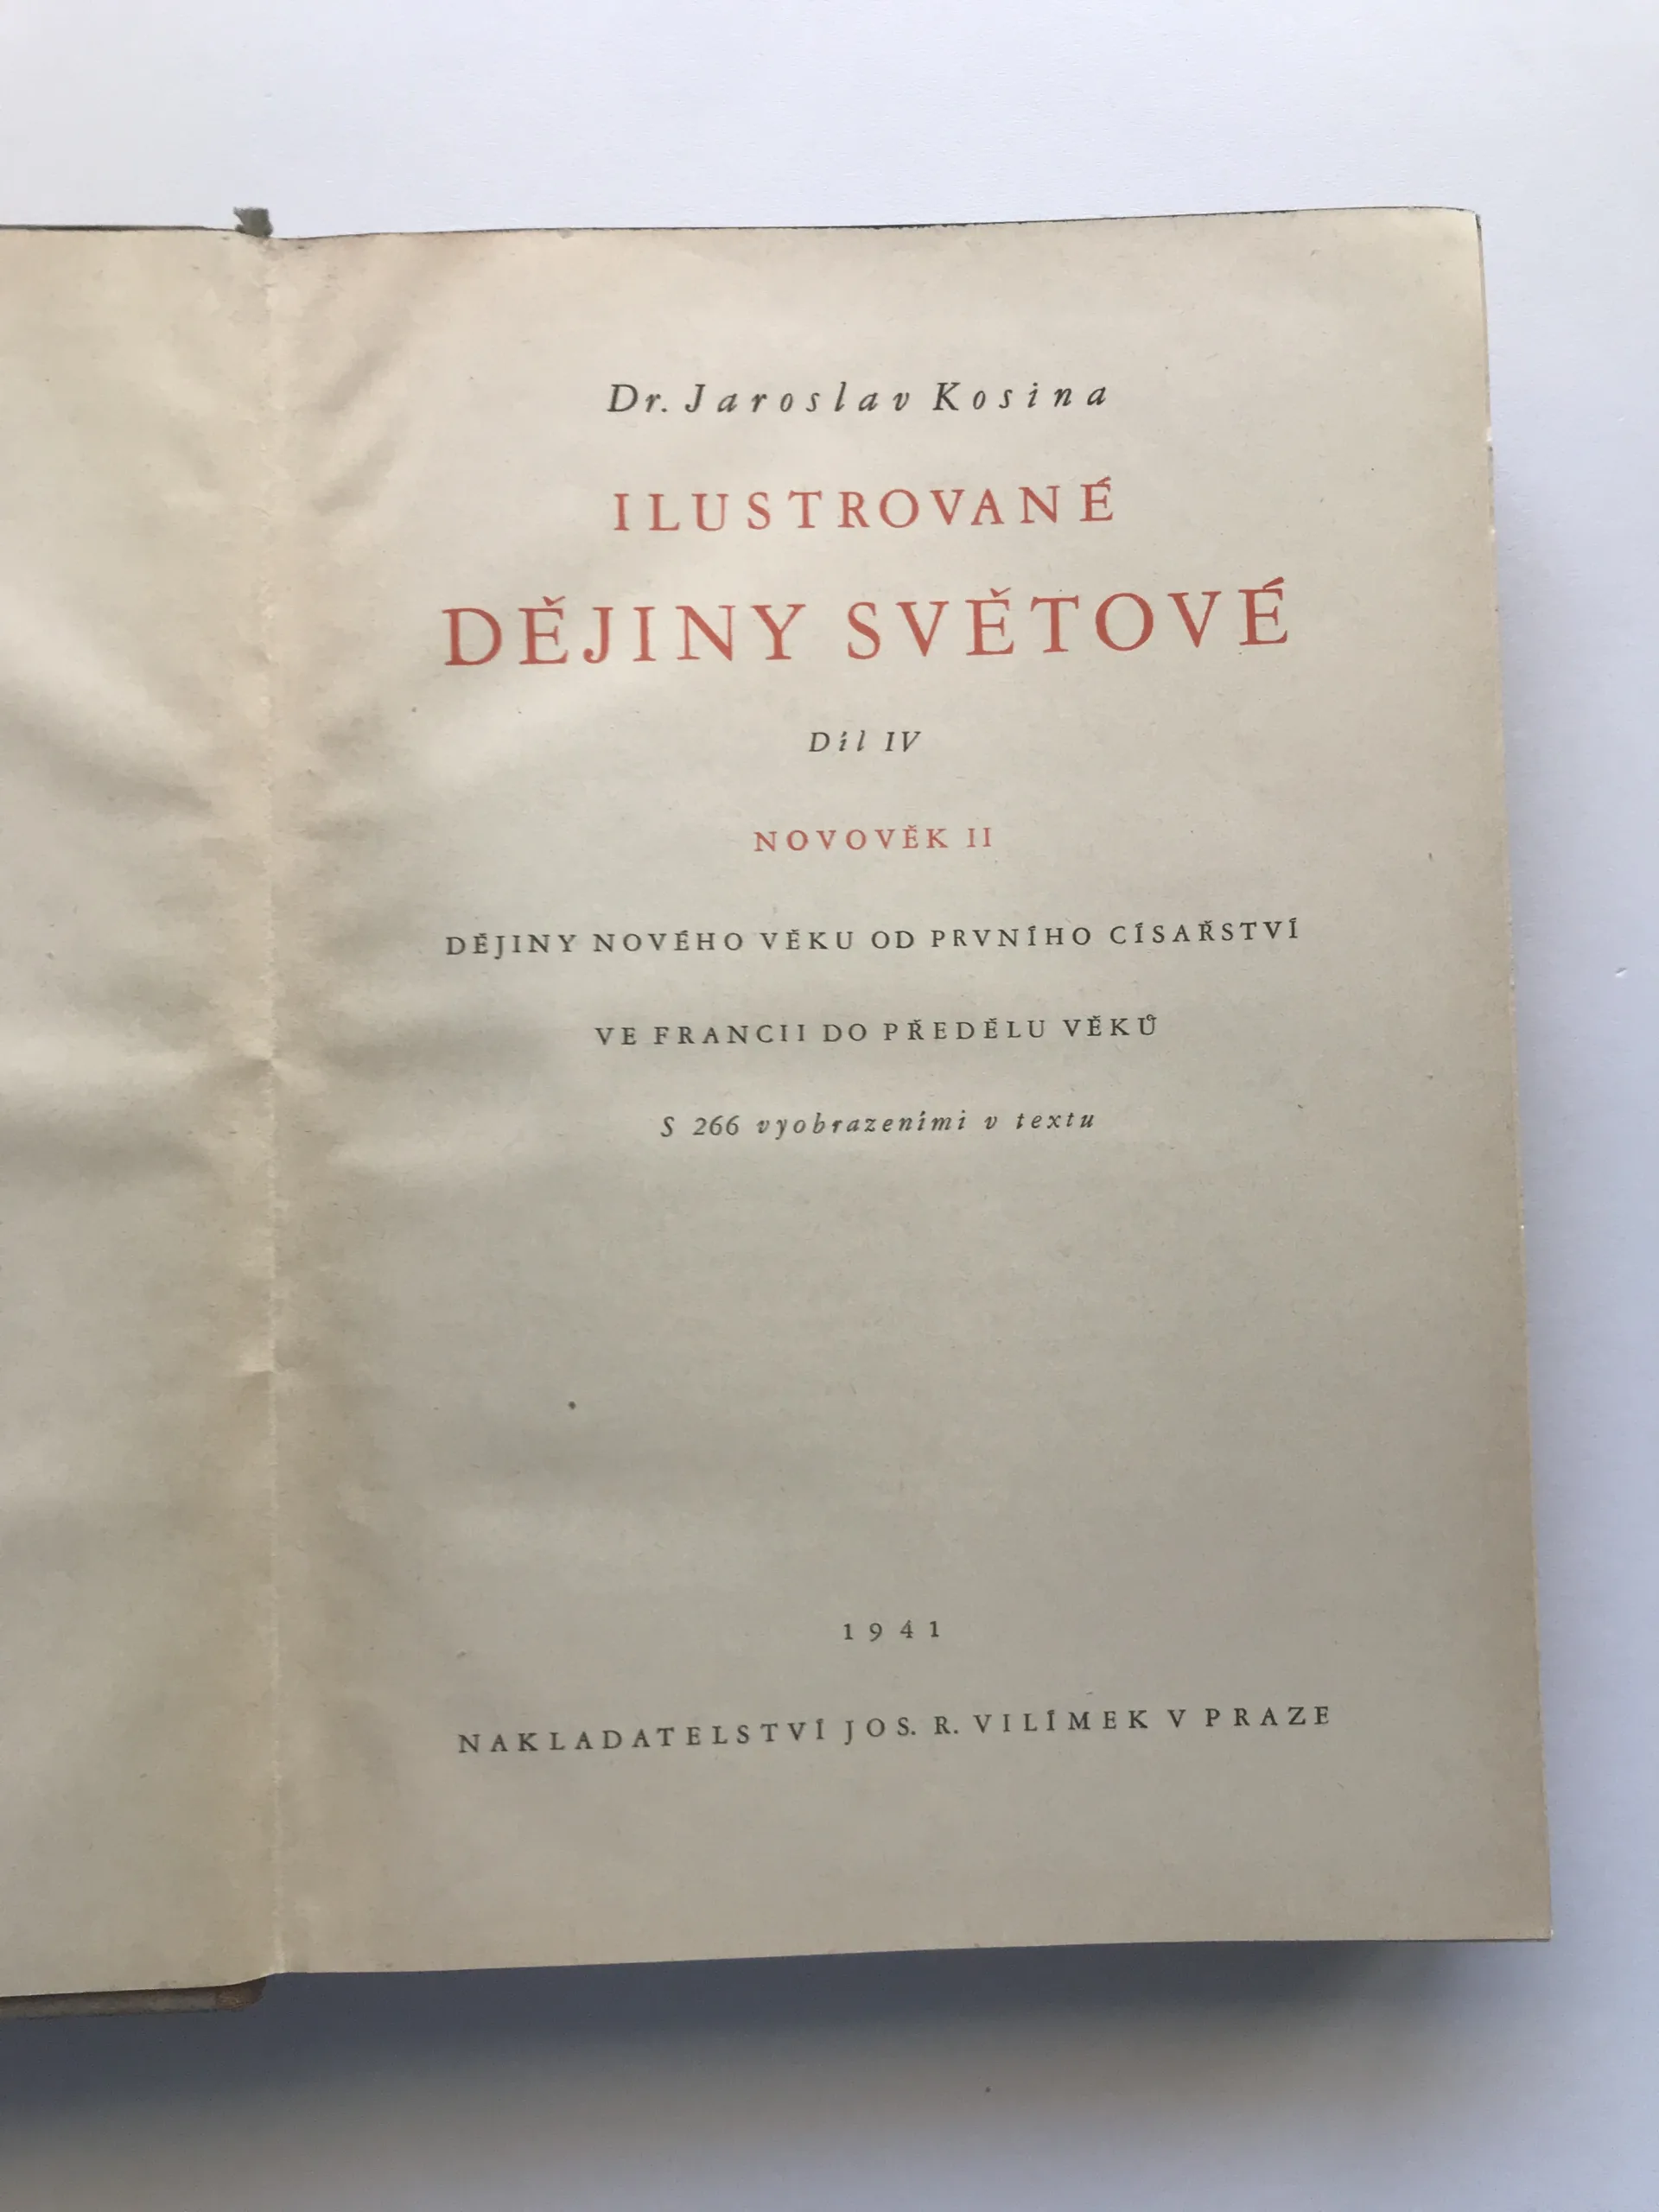 Dr. Jaroslav Kosina
ILUSTROVANÉ
DĚJINY SVĚTOVÉ
Díl IV
NOVOVĚK II
DĚJINY NOVÉHO VĚKU OD PRVNÍHO CÍSAŘSTVÍ
VE FRANCII DO PŘEDĚLU VĚKŮ
S 266 vyobrazeními v textu
1941
NAKLADATELSTVÍ JOS. R. VILÍMEK V PRAZE